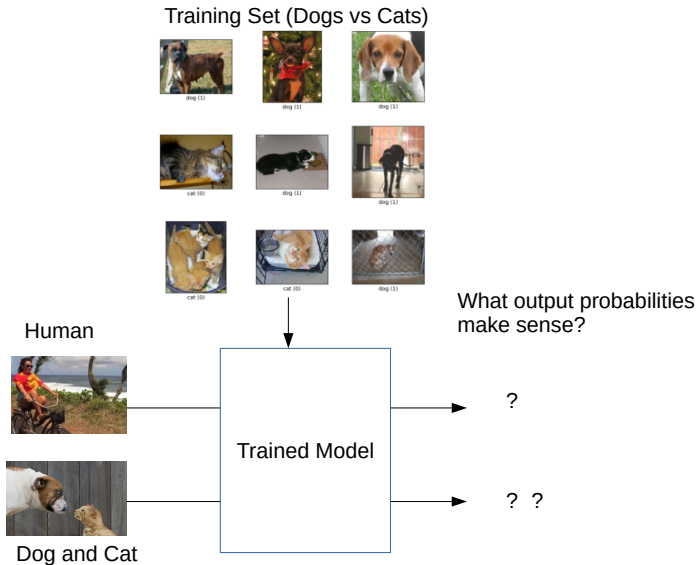 Training Set (Dogs vs Cats)
dog (1)
dog (1)
dog (1)
cat (0)
dog (1)
dog (1)
cat (0)
cat (0)
dog (1)
What output probabilities
make sense?
Human
?
Trained Model
? ?
Dog and Cat